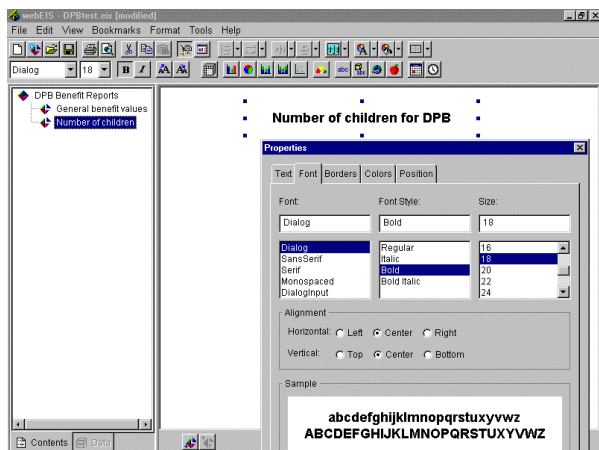 webEIS - DPBtest.eis [modified]
File Edit View Bookmarks Format Tools Help
Dialog 18 B I A A
abc
DPB Benefit Reports
General benefit values
Number of children
Number of children for DPB
Properties
Text Font Borders Colors Position
Font: Font Style: Size:
Dialog Bold 18
Dialog Regular 16
SansSerif Italic 18
Serif Bold 20
Monospaced Bold Italic 22
DialogInput 24
Alignment
Horizontal: Left Center Right
Vertical: Top Center Bottom
Sample
abcdefghijklmnopqrstuxyvwz
ABCDEFGHIJKLMNOPQRSTUXYVWZ
Contents Data